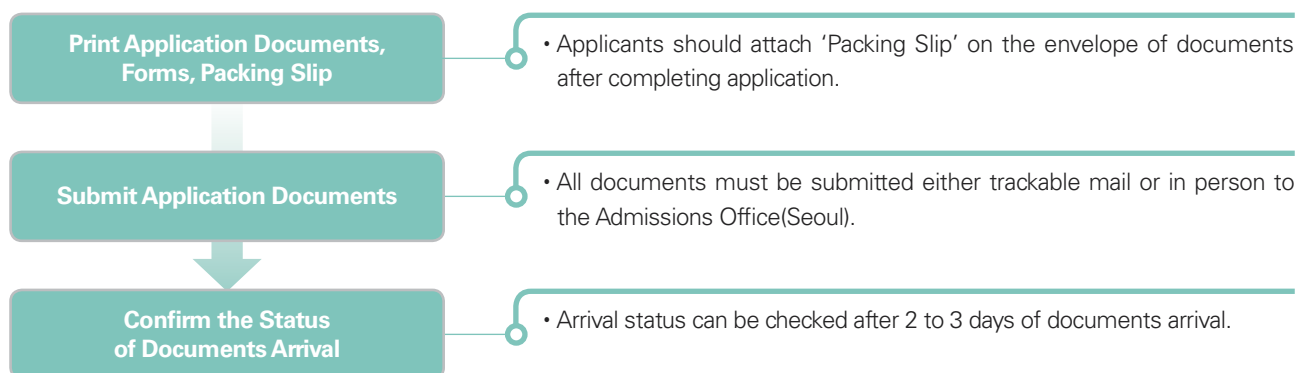 Print Application Documents,
Forms, Packing Slip
• Applicants should attach ‘Packing Slip’ on the envelope of documents
after completing application.
Submit Application Documents
• All documents must be submitted either trackable mail or in person to
the Admissions Office(Seoul).
Confirm the Status
of Documents Arrival
• Arrival status can be checked after 2 to 3 days of documents arrival.